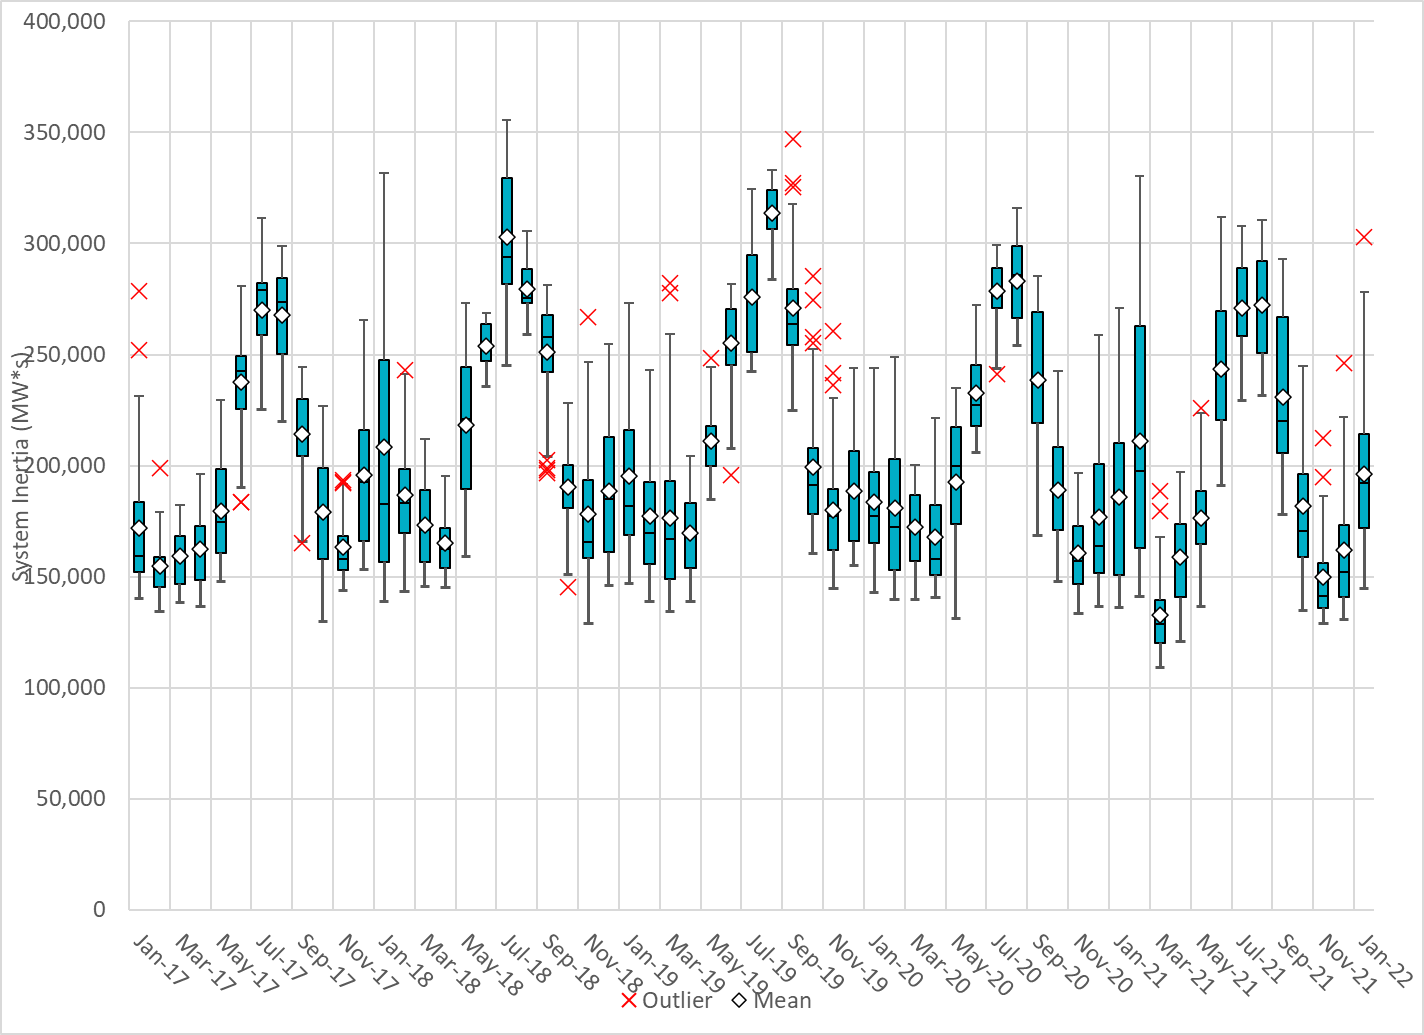 400,000
350,000
300,000
250,000
200,000
150,000
100,000
50,000
0
System Inertia (MW*s)
Jan-17
Mar-17
May-17
Jul-17
Sep-17
Nov-17
Jan-18
Mar-18
May-18
Jul-18
Sep-18
Nov-18
Jan-19
Mar-19
May-19
Jul-19
Sep-19
Nov-19
Jan-20
Mar-20
May-20
Jul-20
Sep-20
Nov-20
Jan-21
Mar-21
May-21
Jul-21
Sep-21
Nov-21
Jan-22
Outlier Mean